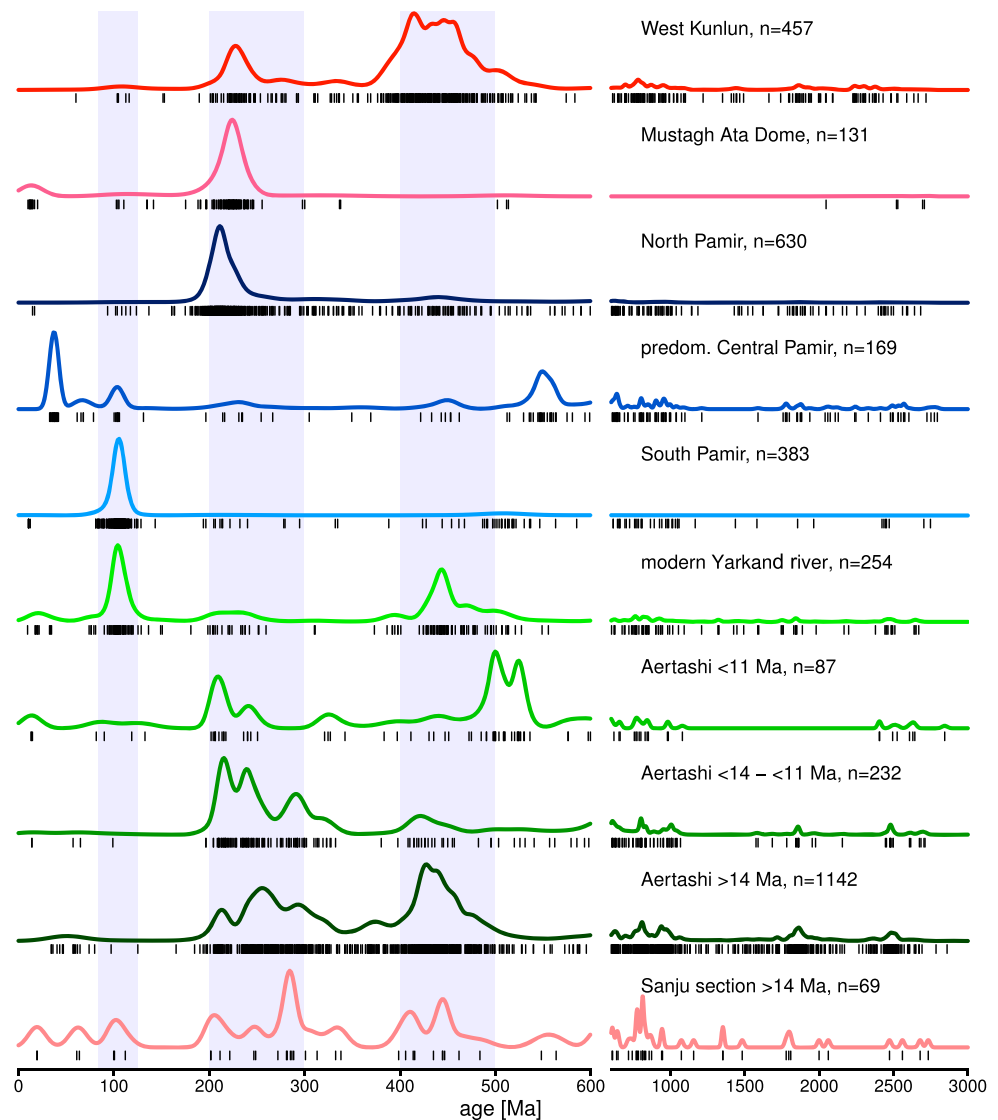 West Kunlun, n=457
Mustagh Ata Dome, n=131
North Pamir, n=630
predom. Central Pamir, n=169
South Pamir, n=383
modern Yarkand river, n=254
Aertashi <11 Ma, n=87
Aertashi <14 – <11 Ma, n=232
Aertashi >14 Ma, n=1142
Sanju section >14 Ma, n=69
0 100 200 300 400 500 600 1000 1500 2000 2500 3000
age [Ma]